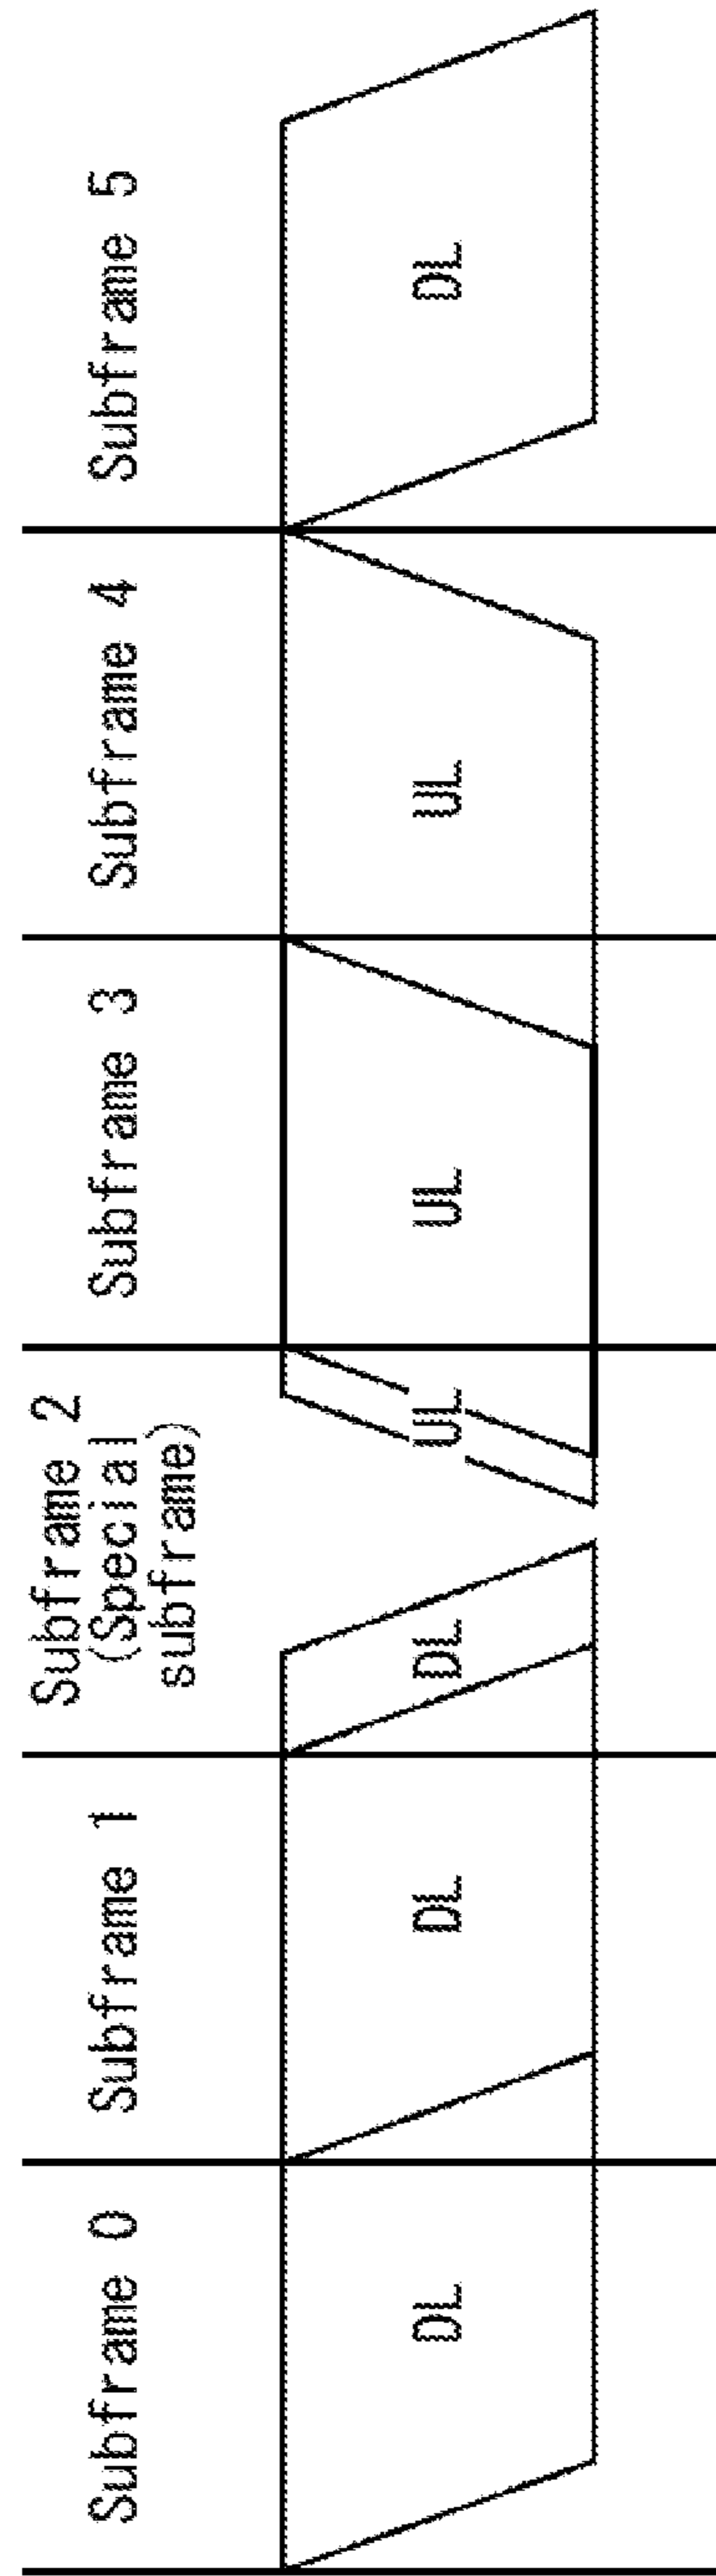 Subframe 0
Subframe 1
Subframe 2
(Special
subframe)
Subframe 3
Subframe 4
Subframe 5
DL
DL
DL
UL
UL
UL
DL